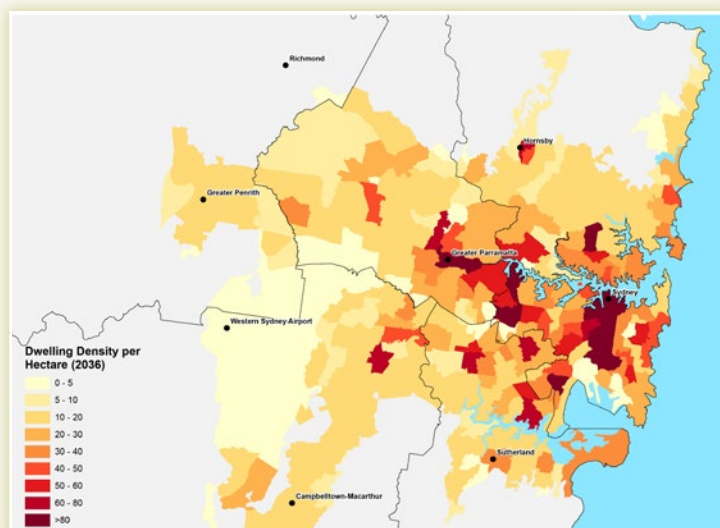 Richmond
Hornsby
Greater Penrith
Greater Parramatta
Sydney
Western Sydney Airport
Dwelling Density per
Hectare (2036)
0 - 5
5 - 10
10 - 20
20 - 30
30 - 40
40 - 50
50 - 60
60 - 80
>80
Sutherland
Campbelltown-Macarthur